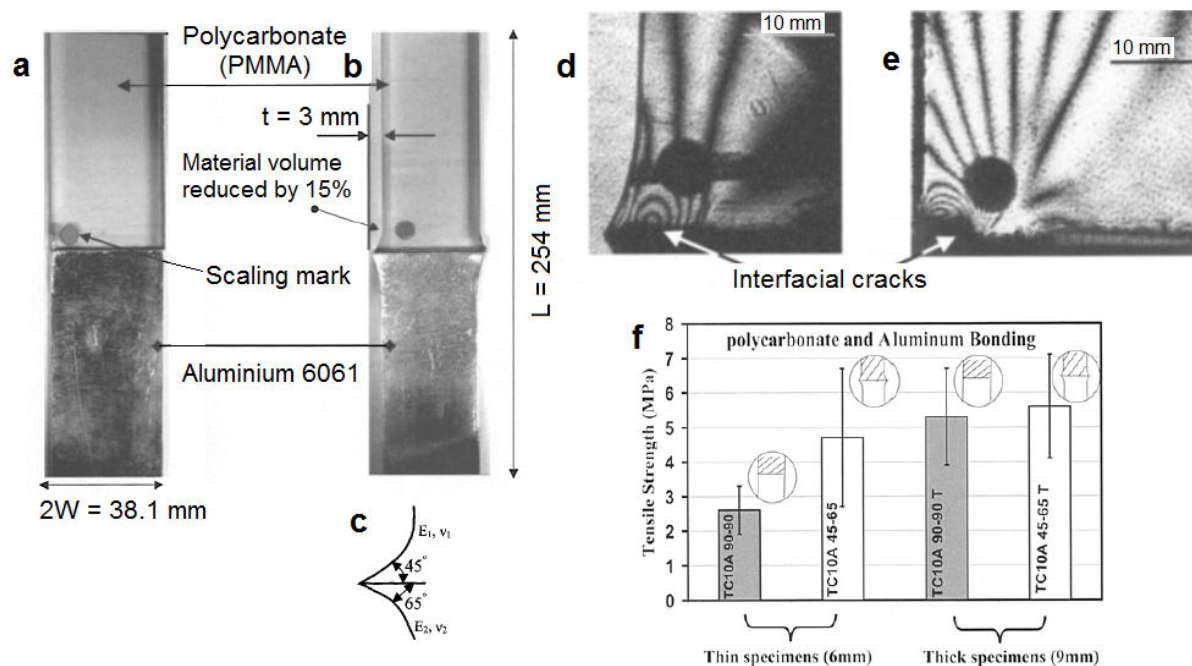 a
Polycarbonate
(PMMA)
b
t = 3 mm
Material volume
reduced by 15%
Scaling mark
Aluminium 6061
L = 254 mm
2W = 38.1 mm
c
E₁, ν₁
45°
65°
E₂, ν₂
d
10 mm
e
10 mm
Interfacial cracks
f
polycarbonate and Aluminum Bonding
Tensile Strength (MPa)
8
7
6
5
4
3
2
1
0
TC10A 90-90
TC10A 45-65
TC10A 90-90 T
TC10A 45-65 T
Thin specimens (6mm)
Thick specimens (9mm)